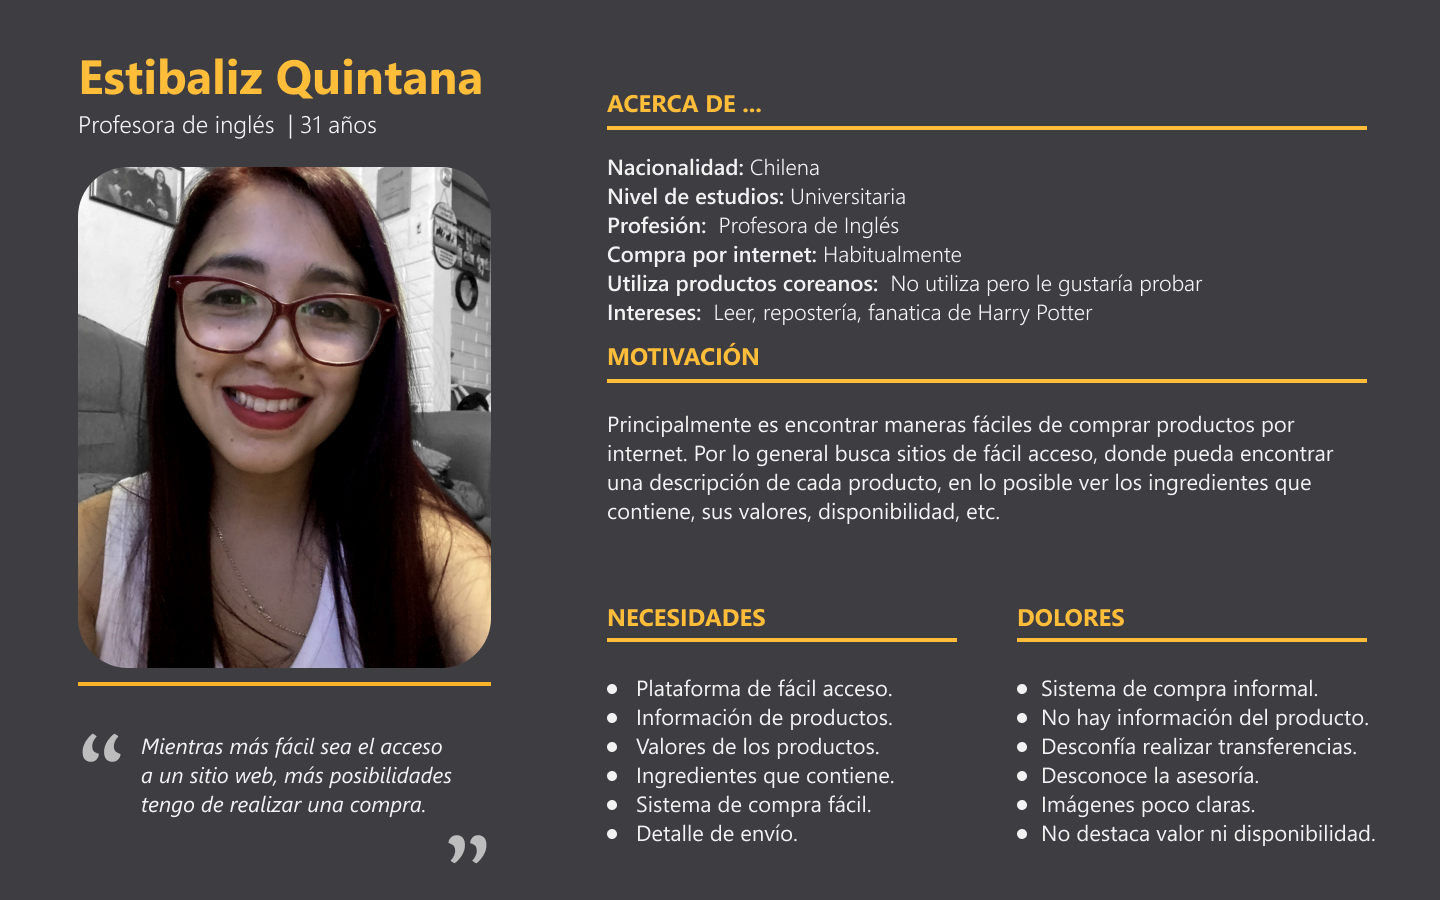 Estibaliz Quintana
Profesora de inglés | 31 años
Mientras más fácil sea el acceso
a un sitio web, más posibilidades
tengo de realizar una compra.
ACERCA DE ...
Nacionalidad: Chilena
Nivel de estudios: Universitaria
Profesión: Profesora de Inglés
Compra por internet: Habitualmente
Utiliza productos coreanos: No utiliza pero le gustaría probar
Intereses: Leer, repostería, fanatica de Harry Potter
MOTIVACIÓN
Principalmente es encontrar maneras fáciles de comprar productos por
internet. Por lo general busca sitios de fácil acceso, donde pueda encontrar
una descripción de cada producto, en lo posible ver los ingredientes que
contiene, sus valores, disponibilidad, etc.
NECESIDADES
• Plataforma de fácil acceso.
• Información de productos.
• Valores de los productos.
• Ingredientes que contiene.
• Sistema de compra fácil.
• Detalle de envío.
DOLORES
• Sistema de compra informal.
• No hay información del producto.
• Desconfía realizar transferencias.
• Desconoce la asesoría.
• Imágenes poco claras.
• No destaca valor ni disponibilidad.